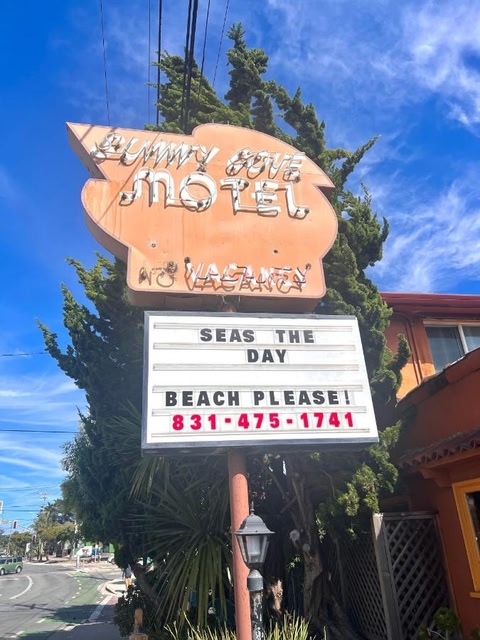 SUNNY COVE
MOTEL
NO VACANCY
SEAS THE
DAY
BEACH PLEASE!
831-475-1741